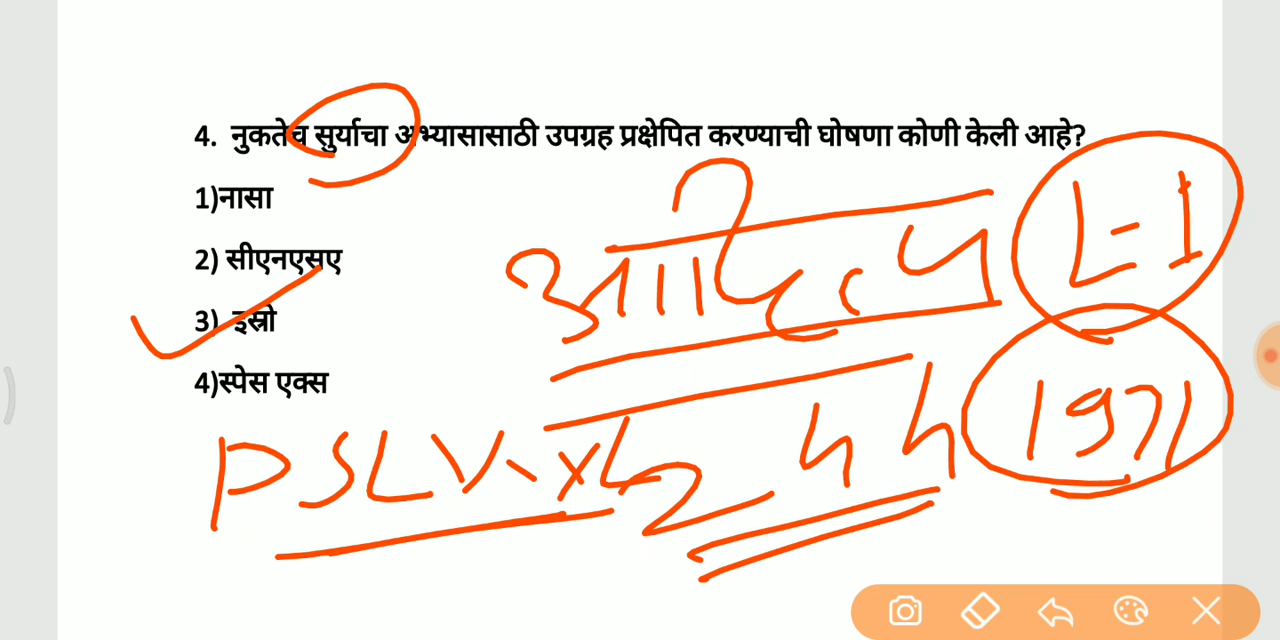 4. नुकतेच सुर्याचा अभ्यासासाठी उपग्रह प्रक्षेपित करण्याची घोषणा कोणी केली आहे?
1)नासा
2) सीएनएसए
3) इस्रो
4)स्पेस एक्स
आदित्य L-1
PSLV-XL
1971